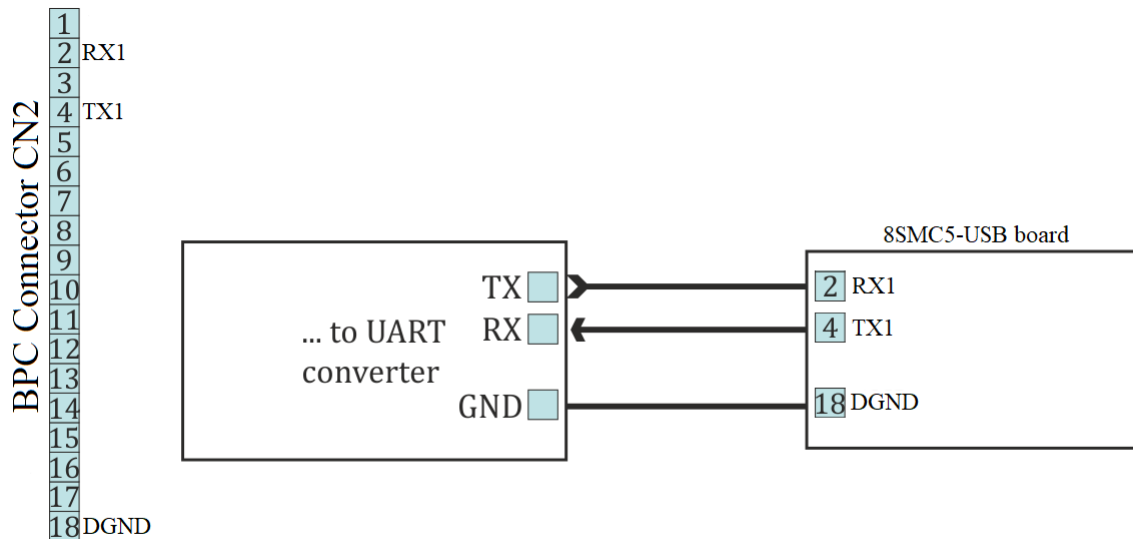 BPC Connector CN2
1
2 RX1
3
4 TX1
5
6
7
8
9
10
11
12
13
14
15
16
17
18 DGND
... to UART
converter
TX
RX
GND
8SMC5-USB board
2 RX1
4 TX1
18 DGND